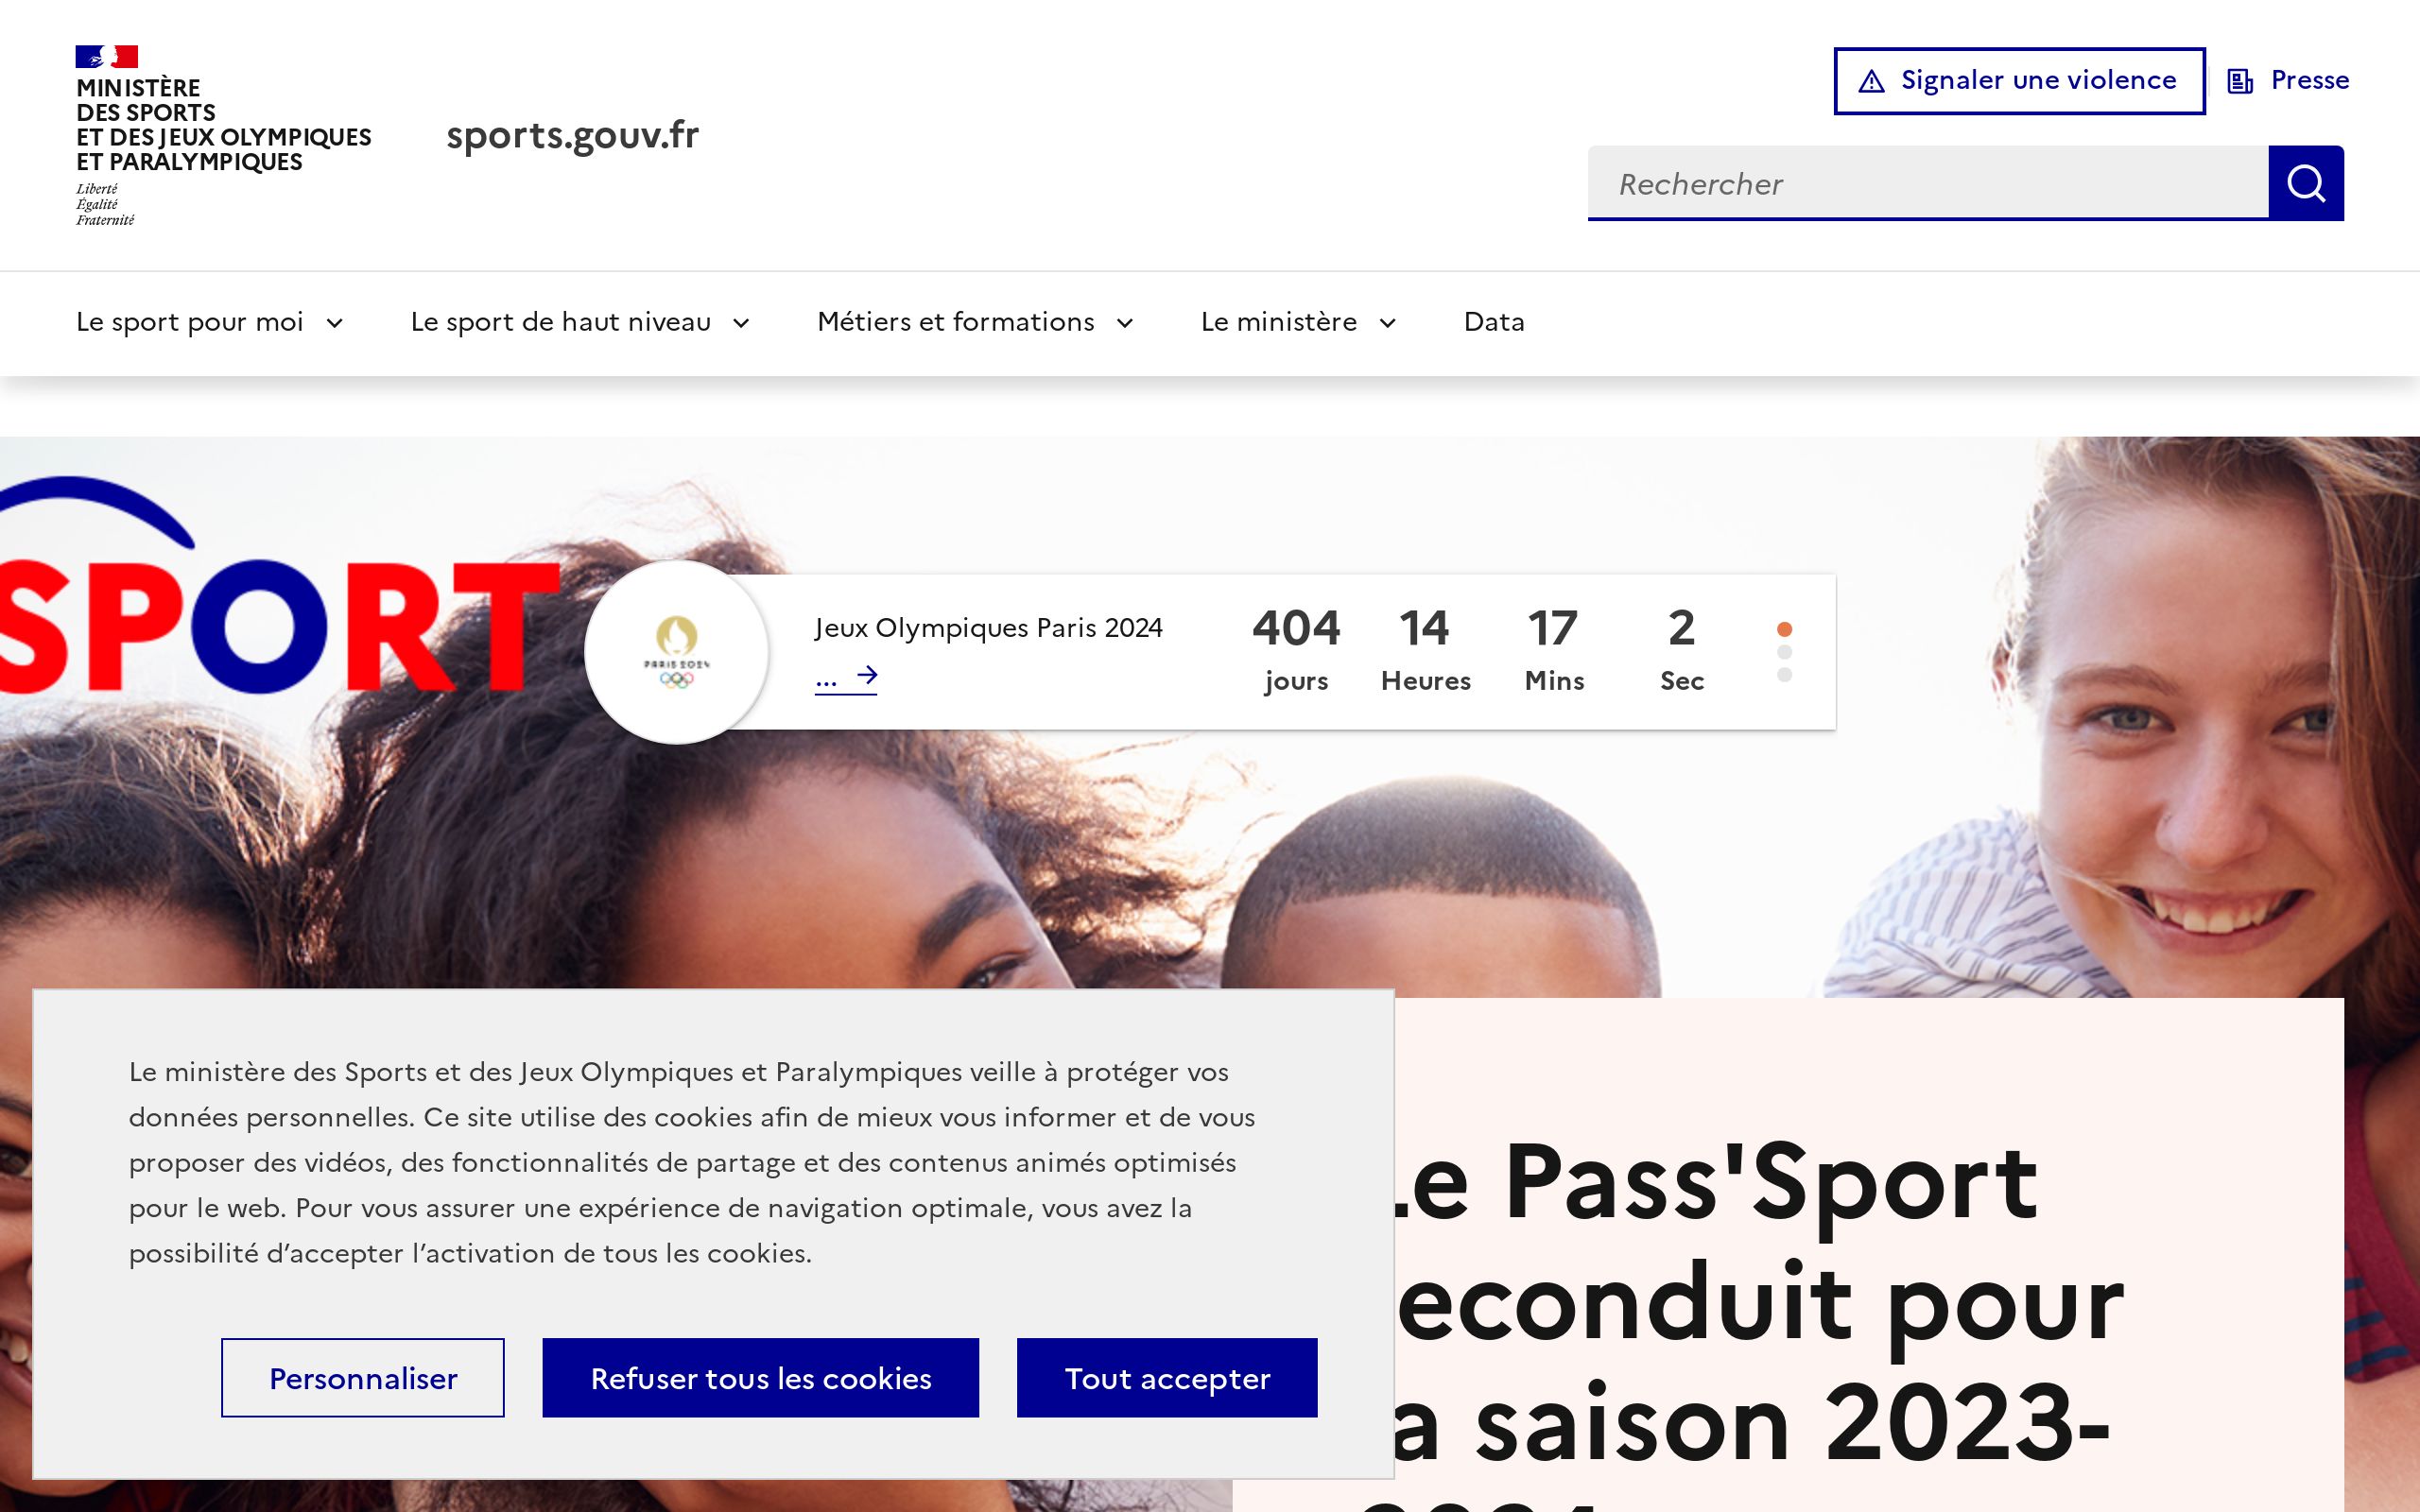 MINISTÈRE
DES SPORTS
ET DES JEUX OLYMPIQUES
ET PARALYMPIQUES
Liberté
Égalité
Fraternité
sports.gouv.fr
Signaler une violence
Presse
Rechercher
Le sport pour moi
Le sport de haut niveau
Métiers et formations
Le ministère
Data
SPORT
PARIS 2024
Jeux Olympiques Paris 2024
...
404 14 17 2
jours Heures Mins Sec
Le Pass'Sport
econduit pour
a saison 2023-
Le ministère des Sports et des Jeux Olympiques et Paralympiques veille à protéger vos
données personnelles. Ce site utilise des cookies afin de mieux vous informer et de vous
proposer des vidéos, des fonctionnalités de partage et des contenus animés optimisés
pour le web. Pour vous assurer une expérience de navigation optimale, vous avez la
possibilité d’accepter l’activation de tous les cookies.
Personnaliser
Refuser tous les cookies
Tout accepter